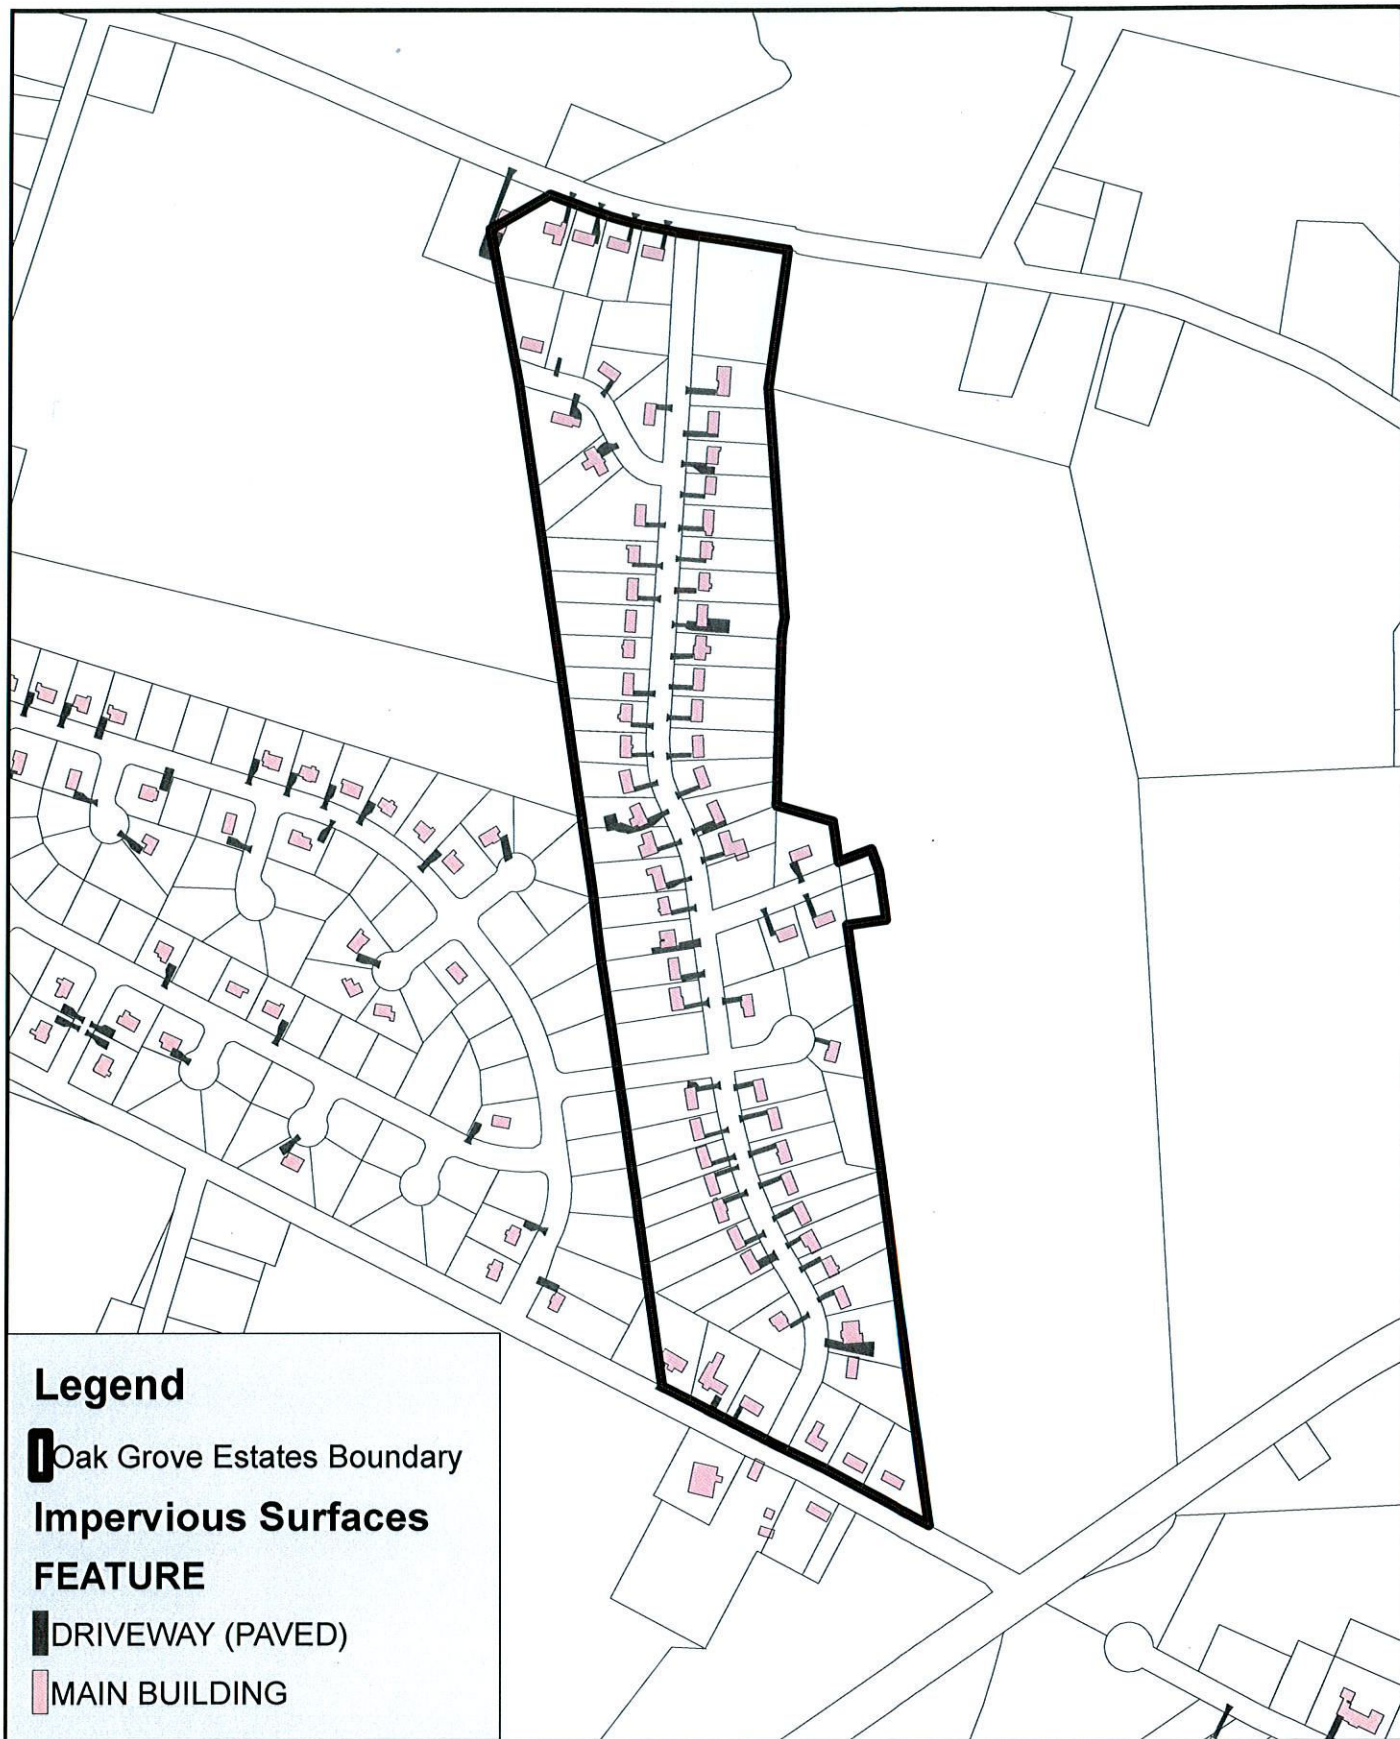 Legend
Oak Grove Estates Boundary
Impervious Surfaces
FEATURE
DRIVEWAY (PAVED)
MAIN BUILDING